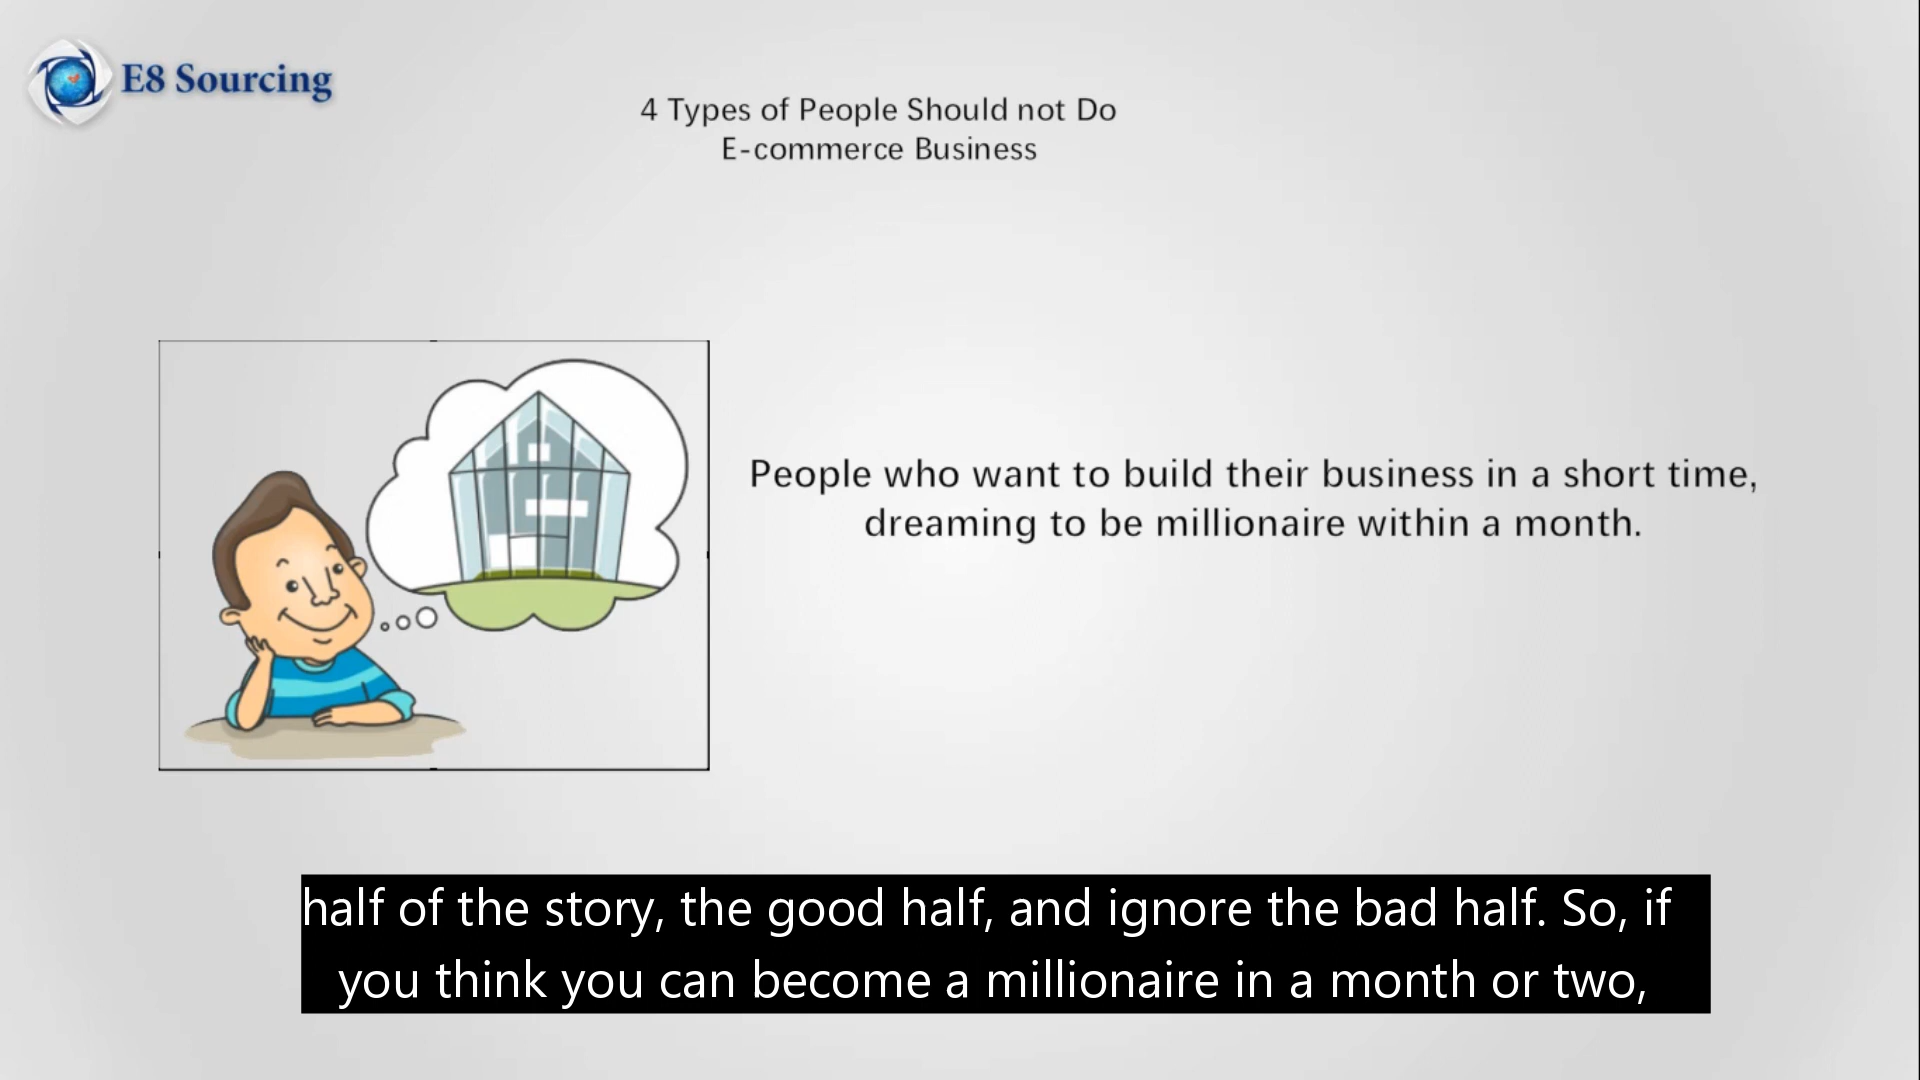 E8 Sourcing
4 Types of People Should not Do
E-commerce Business
People who want to build their business in a short time,
dreaming to be millionaire within a month.
half of the story, the good half, and ignore the bad half. So, if
you think you can become a millionaire in a month or two,